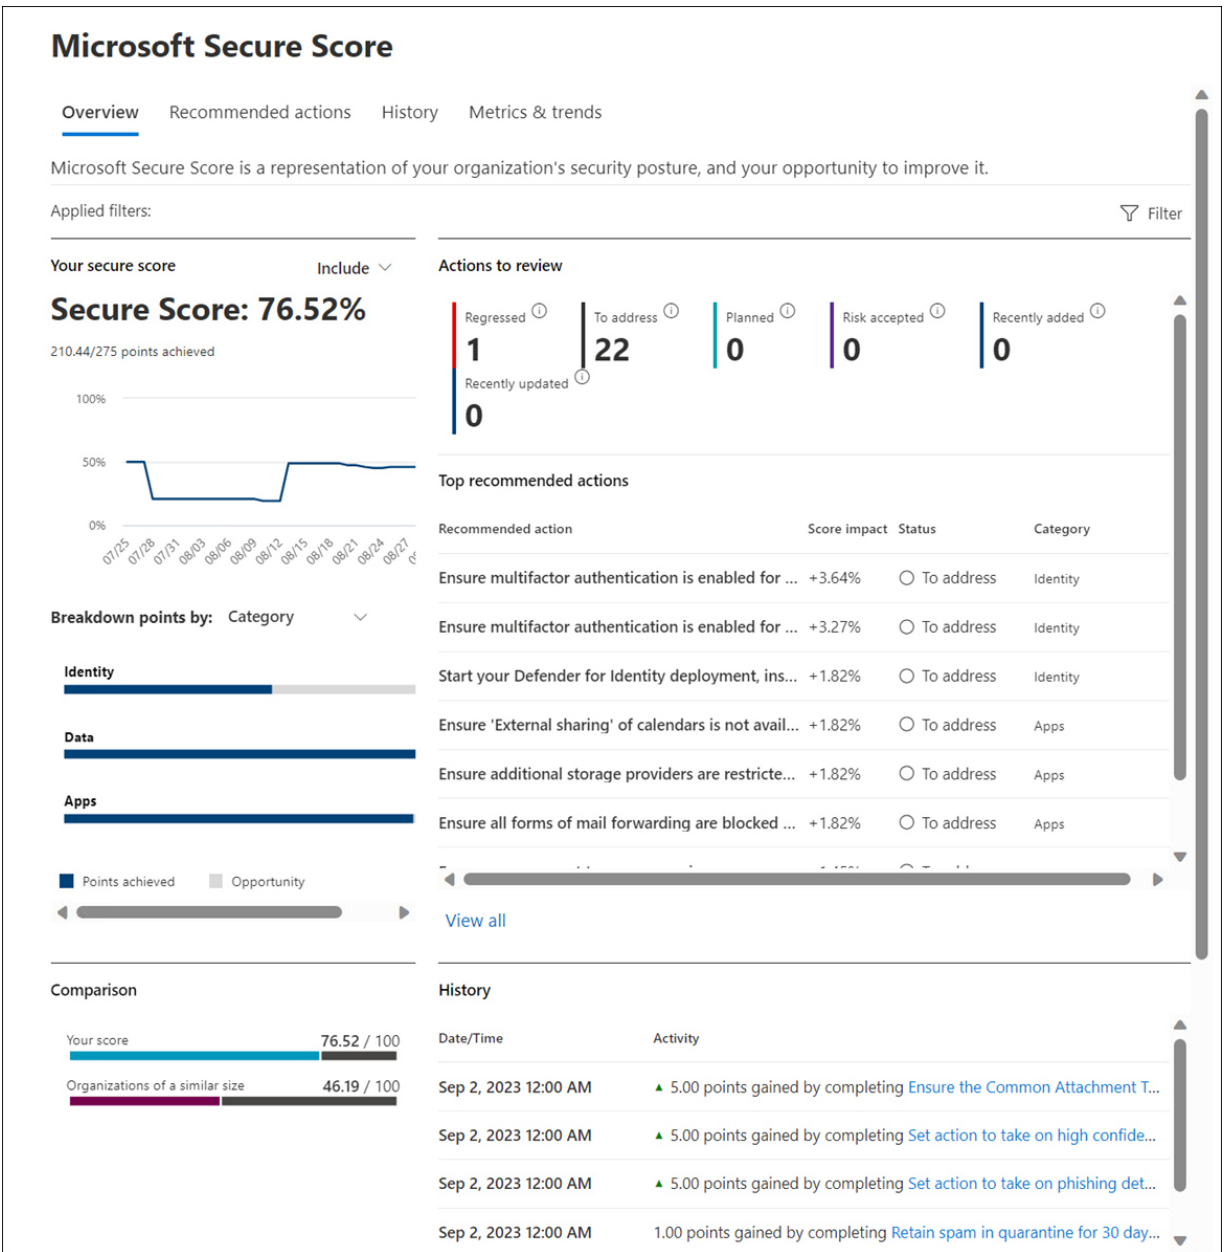 Microsoft Secure Score
Overview Recommended actions History Metrics & trends
Microsoft Secure Score is a representation of your organization's security posture, and your opportunity to improve it.
Applied filters:
Filter
Your secure score Include
Secure Score: 76.52%
210.44/275 points achieved
100%
50%
0%
07/25 07/28 07/31 08/03 08/06 08/09 08/12 08/15 08/18 08/21 08/24 08/27
Breakdown points by: Category
Identity
Data
Apps
Points achieved Opportunity
Actions to review
Regressed To address Planned Risk accepted Recently added
1 22 0 0 0
Recently updated
0
Top recommended actions
Recommended action Score impact Status Category
Ensure multifactor authentication is enabled for ... +3.64% To address Identity
Ensure multifactor authentication is enabled for ... +3.27% To address Identity
Start your Defender for Identity deployment, ins... +1.82% To address Identity
Ensure 'External sharing' of calendars is not avail... +1.82% To address Apps
Ensure additional storage providers are restricte... +1.82% To address Apps
Ensure all forms of mail forwarding are blocked ... +1.82% To address Apps
View all
Comparison
Your score 76.52 / 100
Organizations of a similar size 46.19 / 100
History
Date/Time Activity
Sep 2, 2023 12:00 AM 5.00 points gained by completing Ensure the Common Attachment T...
Sep 2, 2023 12:00 AM 5.00 points gained by completing Set action to take on high confide...
Sep 2, 2023 12:00 AM 5.00 points gained by completing Set action to take on phishing det...
Sep 2, 2023 12:00 AM 1.00 points gained by completing Retain spam in quarantine for 30 day...